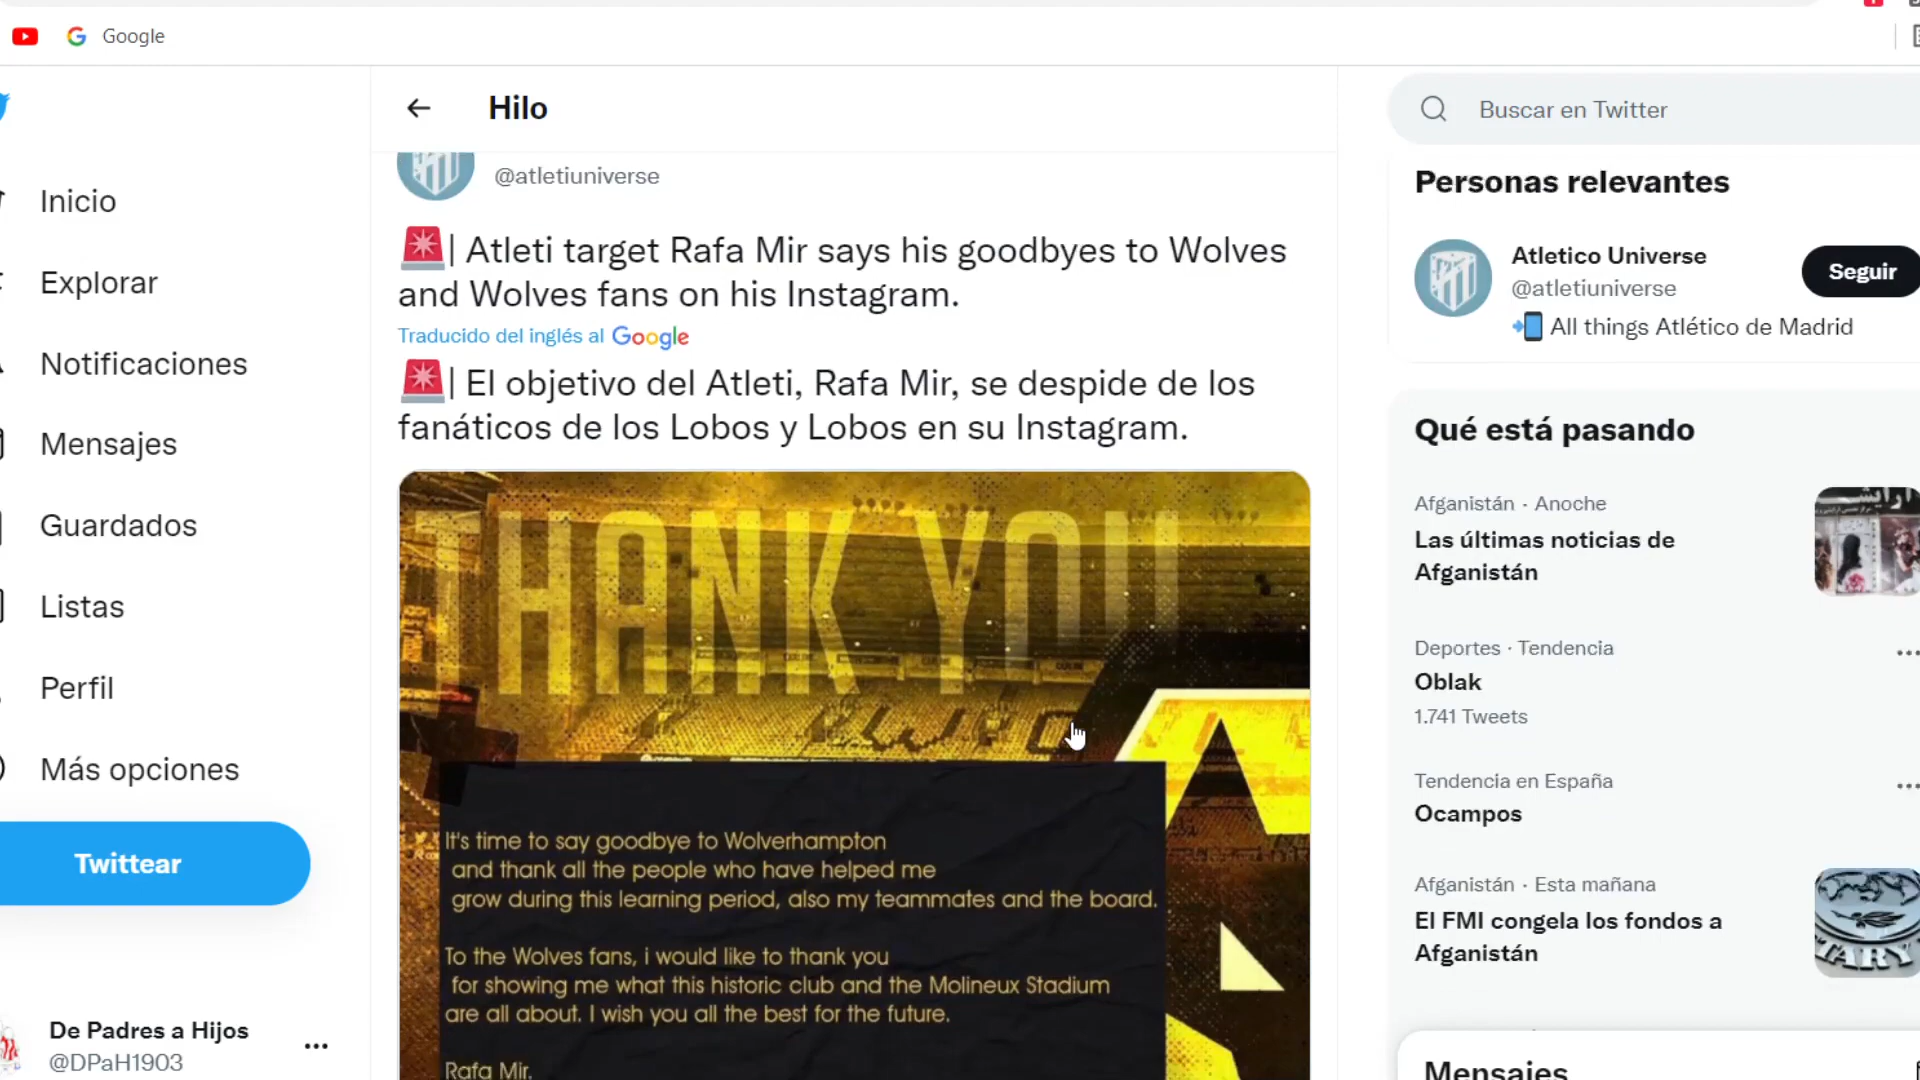 Google
Hilo
Buscar en Twitter
Inicio
Explorar
Notificaciones
Mensajes
Guardados
Listas
Perfil
Más opciones
Twittear
De Padres a Hijos
@DPaH1903
@atletiuniverse
| Atleti target Rafa Mir says his goodbyes to Wolves
and Wolves fans on his Instagram.
Traducido del inglés al Google
| El objetivo del Atleti, Rafa Mir, se despide de los
fanáticos de los Lobos y Lobos en su Instagram.
THANK YOU
It's time to say goodbye to Wolverhampton
and thank all the people who have helped me
grow during this learning period, also my teammates and the board.
To the Wolves fans, i would like to thank you
for showing me what this historic club and the Molineux Stadium
are all about. I wish you all the best for the future.
Rafa Mir.
Personas relevantes
Atletico Universe
@atletiuniverse
Seguir
All things Atlético de Madrid
Qué está pasando
Afganistán · Anoche
Las últimas noticias de
Afganistán
Deportes · Tendencia
Oblak
1.741 Tweets
Tendencia en España
Ocampos
Afganistán · Esta mañana
El FMI congela los fondos a
Afganistán
TARY
Mensajes